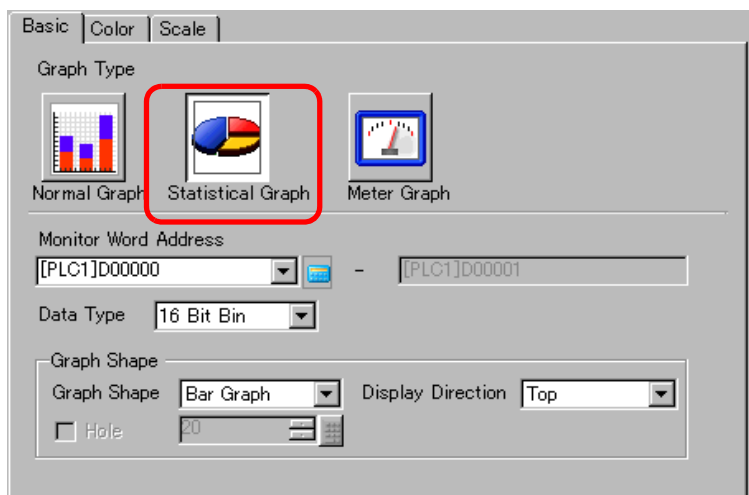 Basic Color Scale
Graph Type
Normal Graph Statistical Graph Meter Graph
Monitor Word Address
[PLC1]D00000 - [PLC1]D00001
Data Type 16 Bit Bin
Graph Shape
Graph Shape Bar Graph Display Direction Top
Hole 20